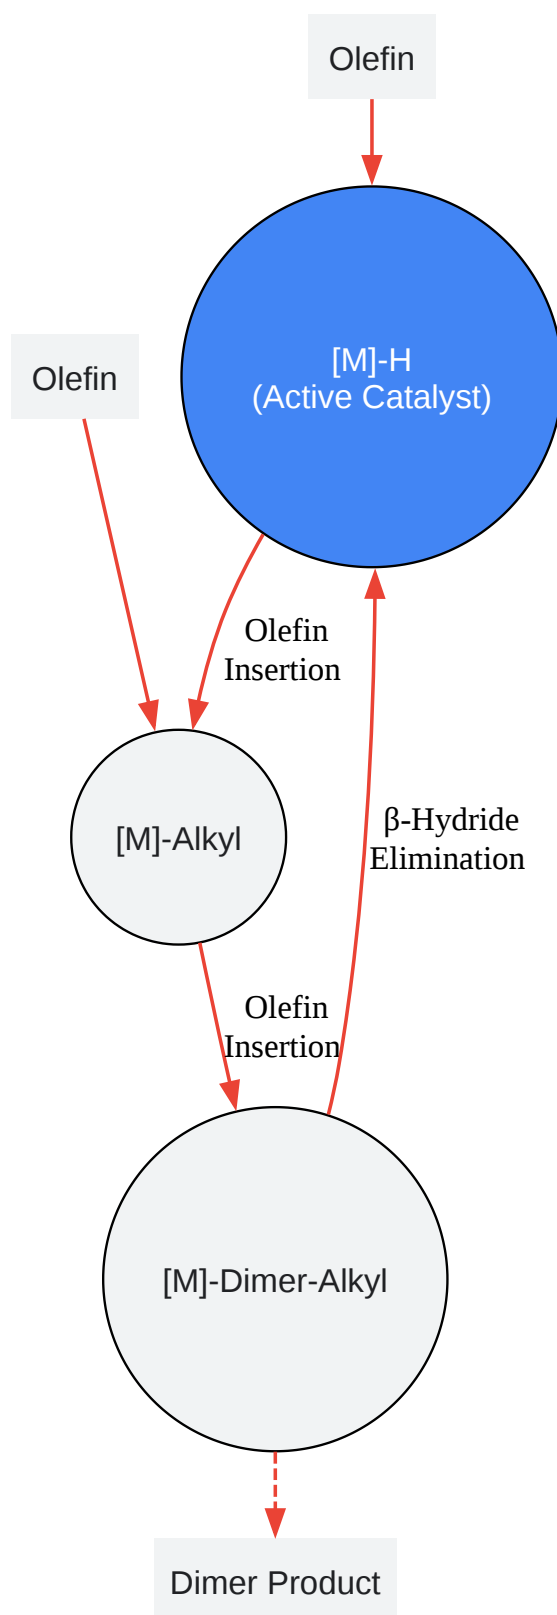 Olefin
[M]-H
(Active Catalyst)
Olefin
Olefin
Insertion
[M]-Alkyl
β-Hydride
Elimination
Olefin
Insertion
[M]-Dimer-Alkyl
Dimer Product